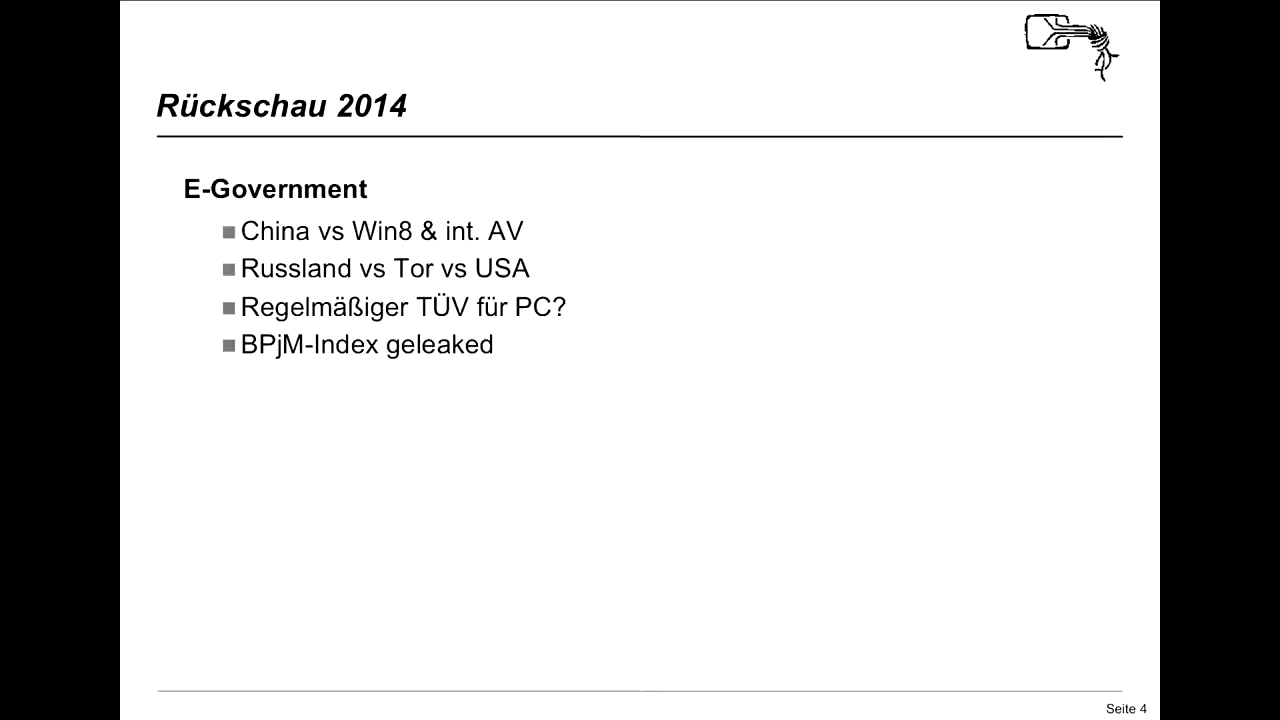 Rückschau 2014
E-Government
China vs Win8 & int. AV
Russland vs Tor vs USA
Regelmäßiger TÜV für PC?
BPjM-Index geleaked
Seite 4